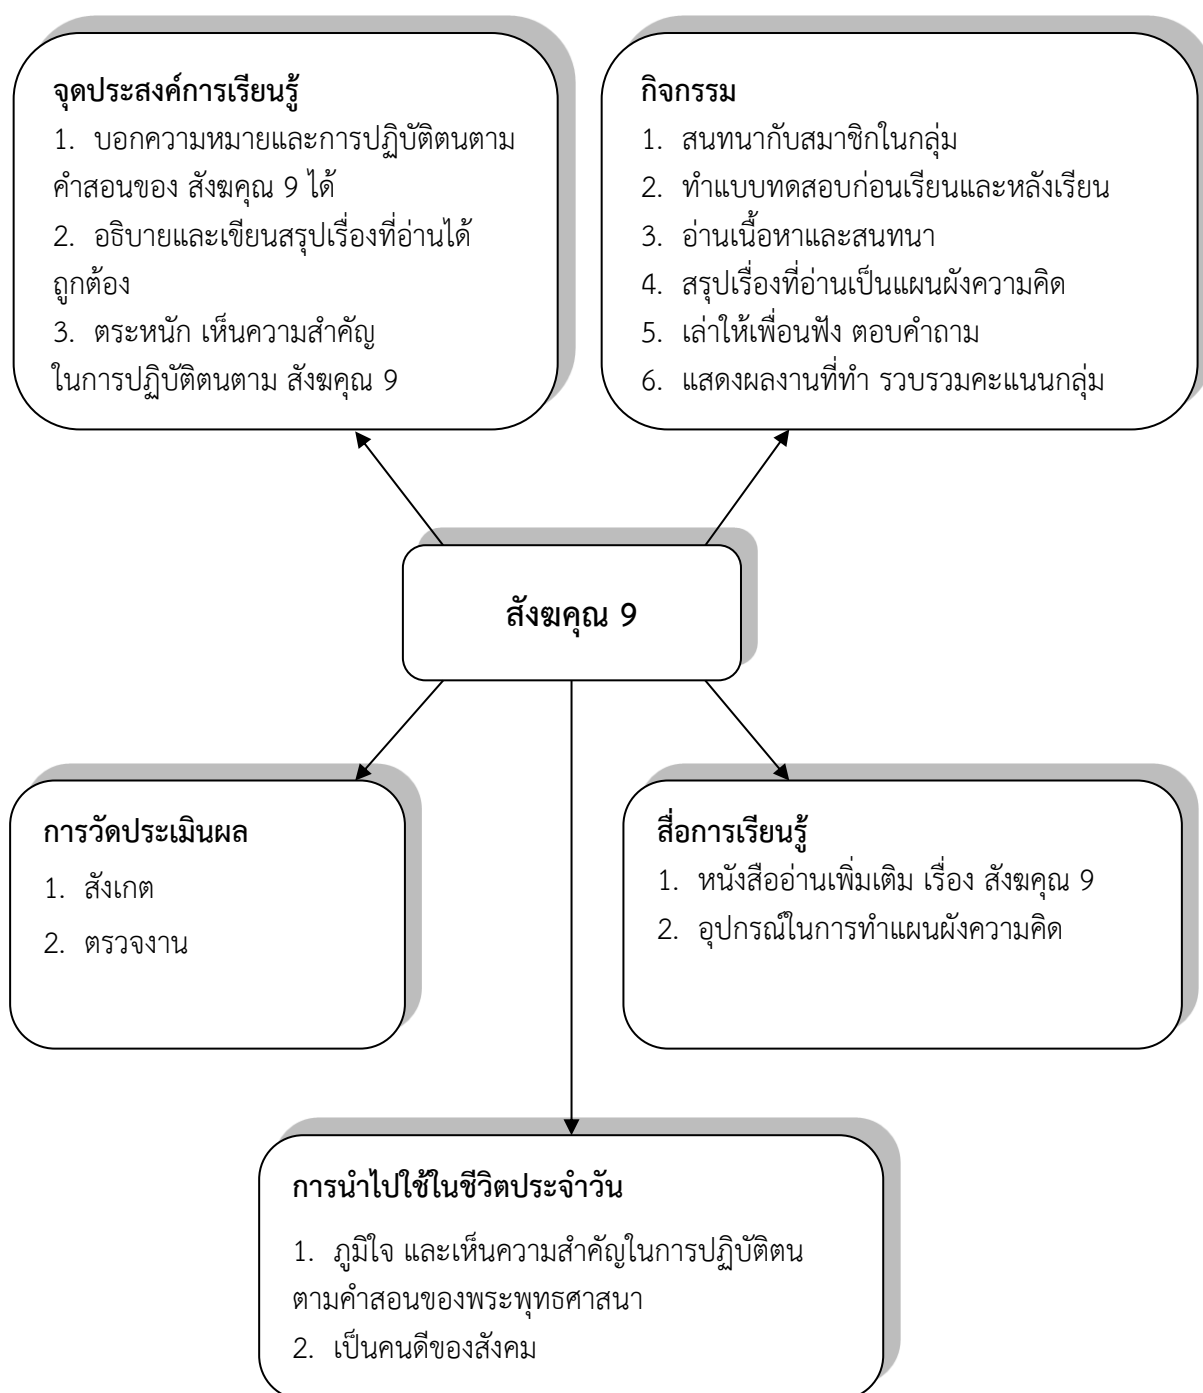 จุดประสงค์การเรียนรู้
1. บอกความหมายและการปฏิบัติตนตาม
คำสอนของ สังฆคุณ 9 ได้
2. อธิบายและเขียนสรุปเรื่องที่อ่านได้
ถูกต้อง
3. ตระหนัก เห็นความสำคัญ
ในการปฏิบัติตนตาม สังฆคุณ 9
กิจกรรม
1. สนทนากับสมาชิกในกลุ่ม
2. ทำแบบทดสอบก่อนเรียนและหลังเรียน
3. อ่านเนื้อหาและสนทนา
4. สรุปเรื่องที่อ่านเป็นแผนผังความคิด
5. เล่าให้เพื่อนฟัง ตอบคำถาม
6. แสดงผลงานที่ทำ รวบรวมคะแนนกลุ่ม
สังฆคุณ 9
การวัดประเมินผล
1. สังเกต
2. ตรวจงาน
สื่อการเรียนรู้
1. หนังสืออ่านเพิ่มเติม เรื่อง สังฆคุณ 9
2. อุปกรณ์ในการทำแผนผังความคิด
การนำไปใช้ในชีวิตประจำวัน
1. ภูมิใจ และเห็นความสำคัญในการปฏิบัติตน
ตามคำสอนของพระพุทธศาสนา
2. เป็นคนดีของสังคม